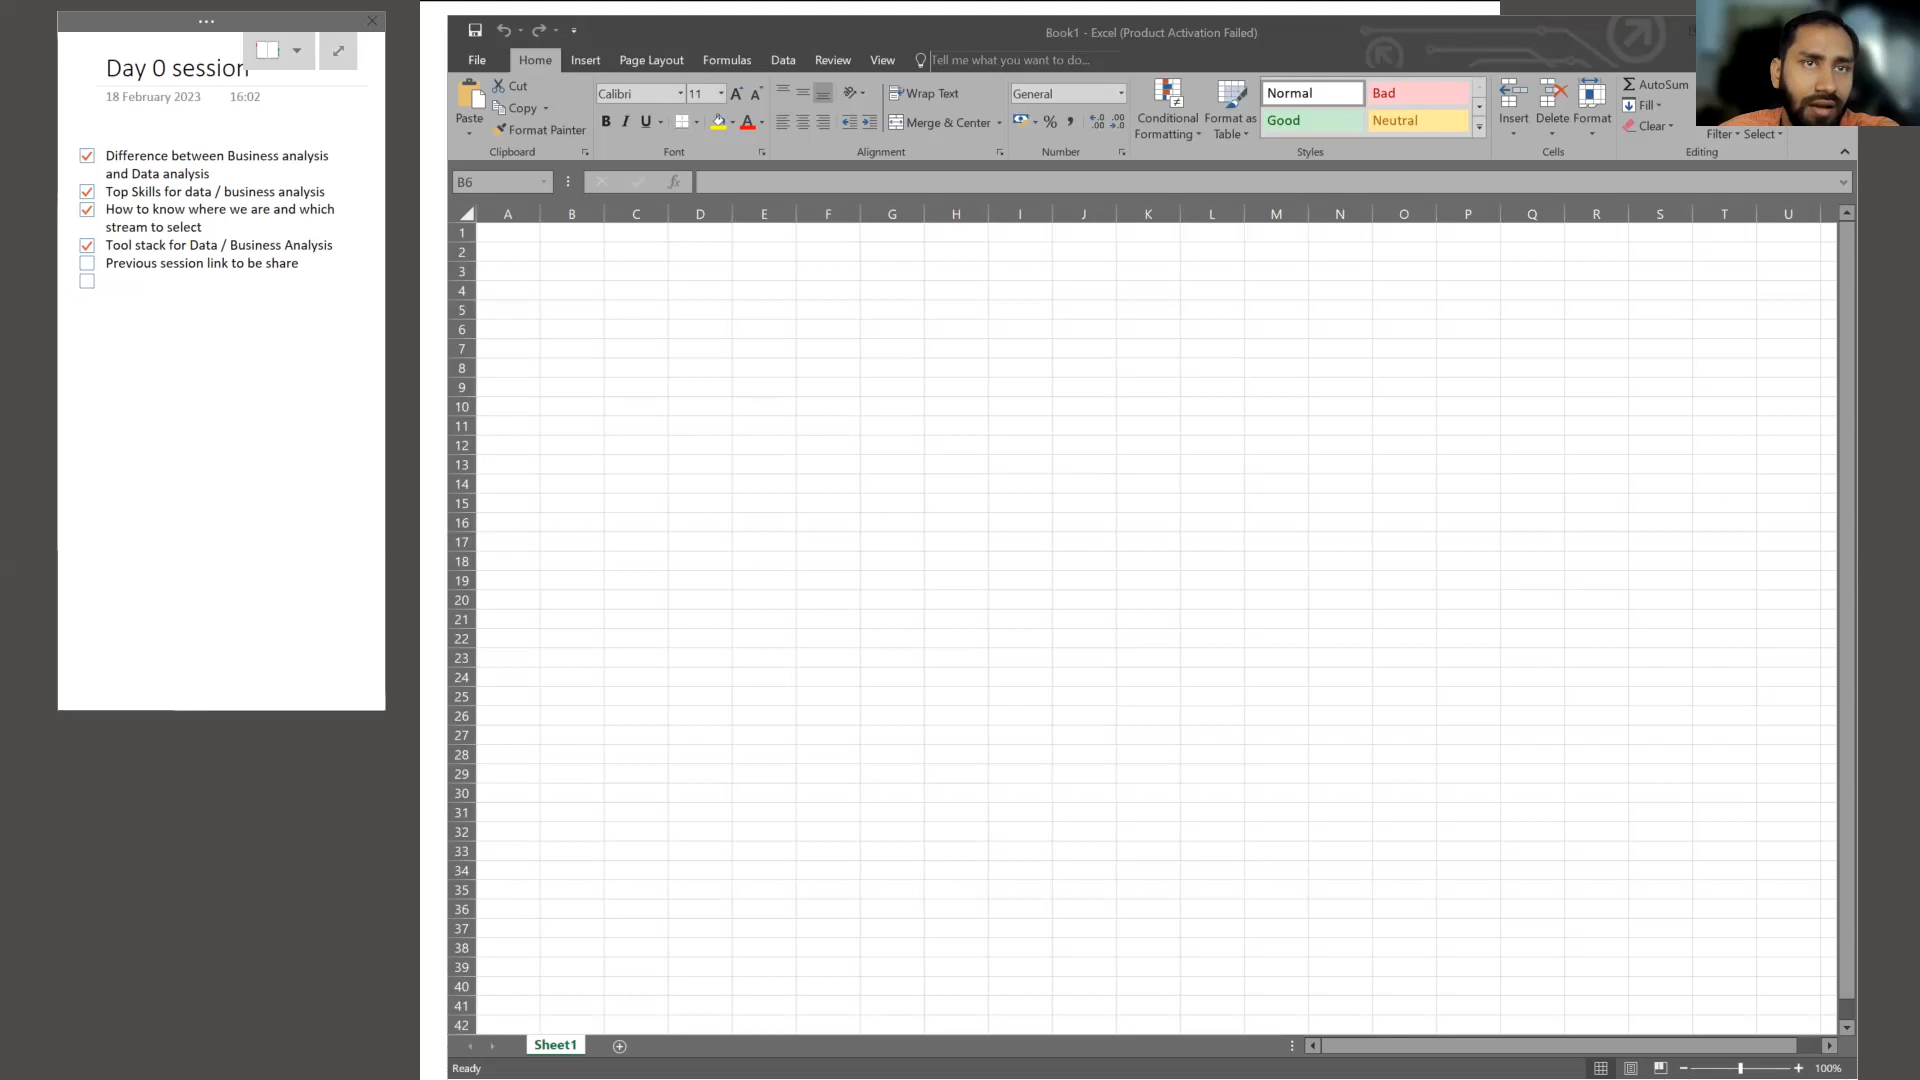 Day 0 session
18 February 2023 16:02
Difference between Business analysis
and Data analysis
Top Skills for data / business analysis
How to know where we are and which
stream to select
Tool stack for Data / Business Analysis
Previous session link to be share
Book1 - Excel (Product Activation Failed)
File Home Insert Page Layout Formulas Data Review View Tell me what you want to do...
Paste
Cut
Copy
Format Painter
Clipboard
Calibri 11
B I U
Font
Wrap Text
Merge & Center
Alignment
General
%
Number
Conditional
Formatting
Format as
Table
Normal Bad
Good Neutral
Styles
Insert Delete Format
Cells
AutoSum
Fill
Clear
Filter Select
Editing
B6 fx
A B C D E F G H I J K L M N O P Q R S T U
1
2
3
4
5
6
7
8
9
10
11
12
13
14
15
16
17
18
19
20
21
22
23
24
25
26
27
28
29
30
31
32
33
34
35
36
37
38
39
40
41
42
Sheet1
Ready 100%